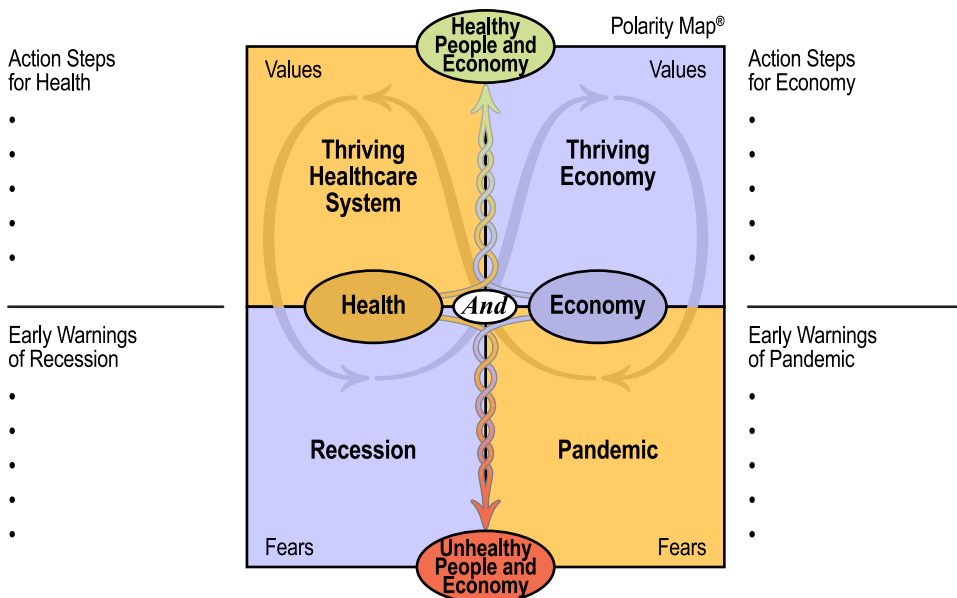 Healthy
People and
Economy
Polarity Map®
Action Steps
for Health
•
•
•
•
•
Values
Values
Action Steps
for Economy
•
•
•
•
•
Thriving
Healthcare
System
Thriving
Economy
Health
And
Economy
Early Warnings
of Recession
•
•
•
•
•
Early Warnings
of Pandemic
•
•
•
•
•
Recession
Pandemic
Fears
Fears
Unhealthy
People and
Economy